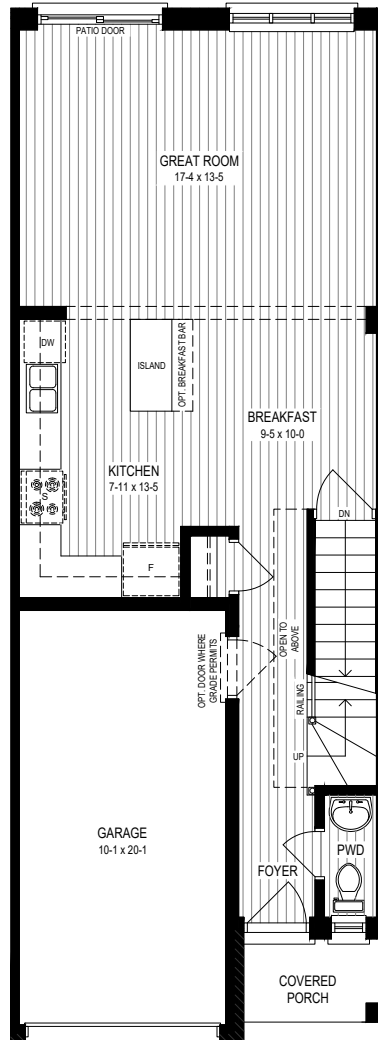 PATIO DOOR
GREAT ROOM
17-4 x 13-5
DW
ISLAND
OPT. BREAKFAST BAR
BREAKFAST
9-5 x 10-0
KITCHEN
7-11 x 13-5
S
F
DN
OPEN TO
ABOVE
OPT. DOOR WHERE
GRADE PERMITS
RAILING
UP
GARAGE
10-1 x 20-1
FOYER
PWD
COVERED
PORCH